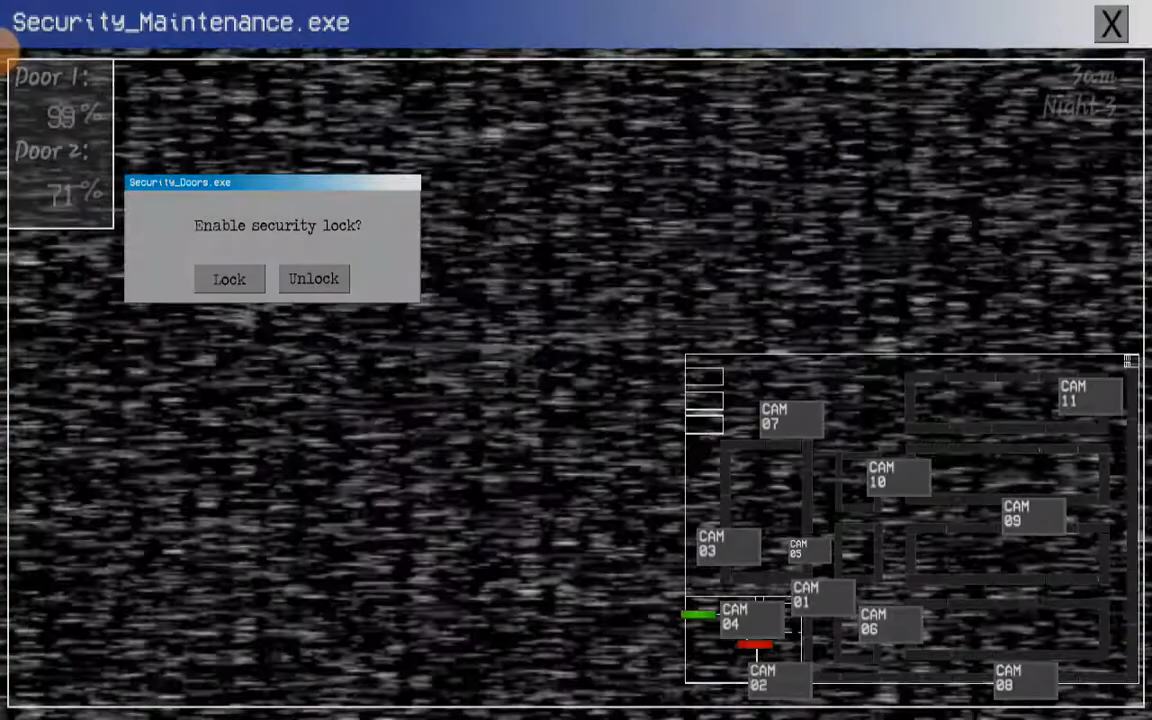 Security_Maintenance.exe
X
Door 1:
99%
Door 2:
71%
3am
Night 3
Security_Doors.exe
Enable security lock?
Lock
Unlock
CAM
11
CAM
07
CAM
10
CAM
09
CAM
03
CAM
05
CAM
01
CAM
04
CAM
06
CAM
02
CAM
08